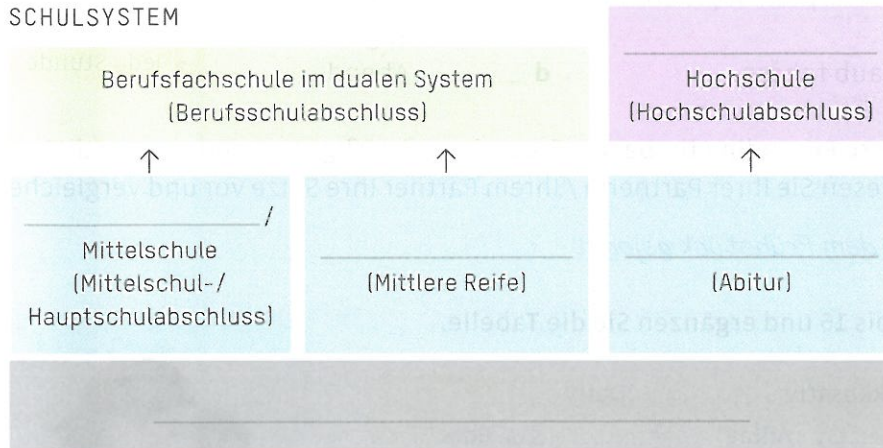 SCHULSYSTEM
Berufsfachschule im dualen System
(Berufsschulabschluss)
Hochschule
(Hochschulabschluss)
/
Mittelschule
(Mittelschul-/
Hauptschulabschluss)
(Mittlere Reife)
(Abitur)